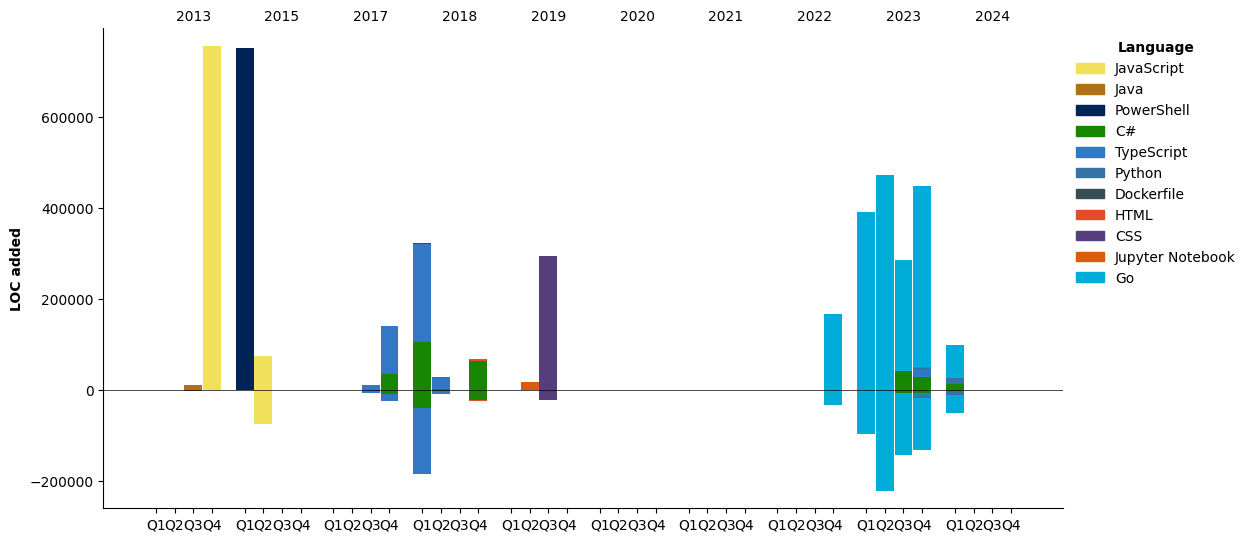 2013 2015 2017 2018 2019 2020 2021 2022 2023 2024
LOC added
600000
400000
200000
0
−200000
Q1Q2Q3Q4 Q1Q2Q3Q4 Q1Q2Q3Q4 Q1Q2Q3Q4 Q1Q2Q3Q4 Q1Q2Q3Q4 Q1Q2Q3Q4 Q1Q2Q3Q4 Q1Q2Q3Q4 Q1Q2Q3Q4
Language
JavaScript
Java
PowerShell
C#
TypeScript
Python
Dockerfile
HTML
CSS
Jupyter Notebook
Go